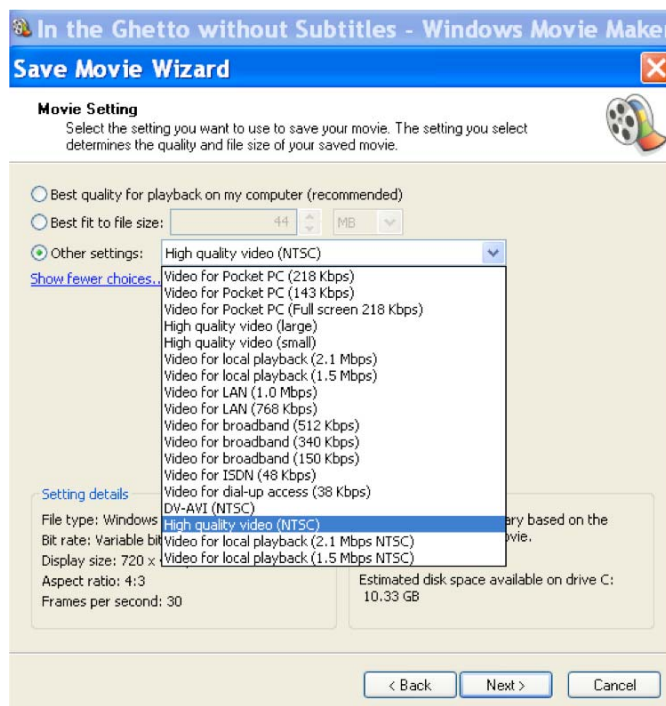 In the Ghetto without Subtitles - Windows Movie Maker
Save Movie Wizard
Movie Setting
Select the setting you want to use to save your movie. The setting you select
determines the quality and file size of your saved movie.
Best quality for playback on my computer (recommended)
Best fit to file size: 44 MB
Other settings: High quality video (NTSC)
Show fewer choices..
Video for Pocket PC (218 Kbps)
Video for Pocket PC (143 Kbps)
Video for Pocket PC (Full screen 218 Kbps)
High quality video (large)
High quality video (small)
Video for local playback (2.1 Mbps)
Video for local playback (1.5 Mbps)
Video for LAN (1.0 Mbps)
Video for LAN (768 Kbps)
Video for broadband (512 Kbps)
Video for broadband (340 Kbps)
Video for broadband (150 Kbps)
Video for ISDN (48 Kbps)
Video for dial-up access (38 Kbps)
DV-AVI (NTSC)
High quality video (NTSC)
Video for local playback (2.1 Mbps NTSC)
Video for local playback (1.5 Mbps NTSC)
Setting details
File type: Windows
Bit rate: Variable bit
Display size: 720 x
Aspect ratio: 4:3
Frames per second: 30
ary based on the
ovie.
Estimated disk space available on drive C:
10.33 GB
< Back Next > Cancel